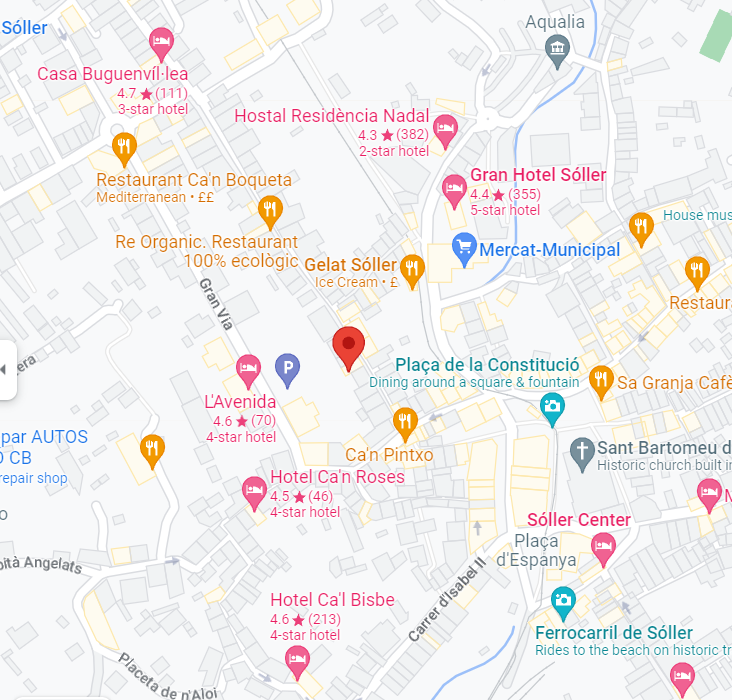 Sóller
Aqualia
Casa Buguenvíl·lea
4.7 ★ (111)
3-star hotel
Hostal Residència Nadal
4.3 ★ (382)
2-star hotel
Restaurant Ca'n Boqueta
Mediterranean • ££
Gran Hotel Sóller
4.4 ★ (355)
5-star hotel
House mus
Re Organic. Restaurant
100% ecològic
Mercat-Municipal
Gelat Sóller
Ice Cream • £
Gran Via
Restaur
era
P
Plaça de la Constitució
Dining around a square & fountain
Sa Granja Cafè
L'Avenida
4.6 ★ (70)
4-star hotel
par AUTOS
O CB
repair shop
Ca'n Pintxo
Sant Bartomeu d
Historic church built in
Hotel Ca'n Roses
4.5 ★ (46)
4-star hotel
M
o
Sóller Center
Plaça
d'Espanya
pità Angelats
Carrer d'Isabel II
Hotel Ca'l Bisbe
4.6 ★ (213)
4-star hotel
Ferrocarril de Sóller
Rides to the beach on historic tr
Placeta de n'Aloi